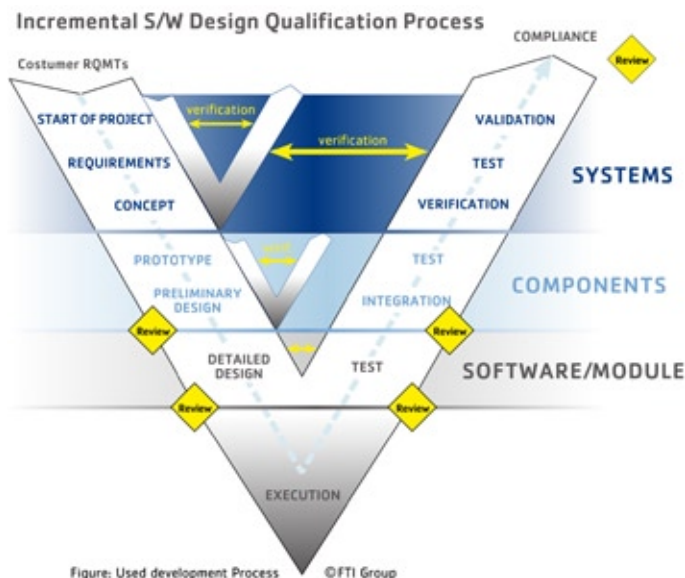 Incremental S/W Design Qualification Process
COMPLIANCE
Review
Costumer RQMTs
START OF PROJECT
verification
VALIDATION
verification
REQUIREMENTS
TEST
SYSTEMS
CONCEPT
VERIFICATION
PROTOTYPE
TEST
PRELIMINARY
DESIGN
INTEGRATION
COMPONENTS
Review
Review
DETAILED
DESIGN
TEST
SOFTWARE/MODULE
Review
Review
EXECUTION
Figure: Used development Process ©FTI Group